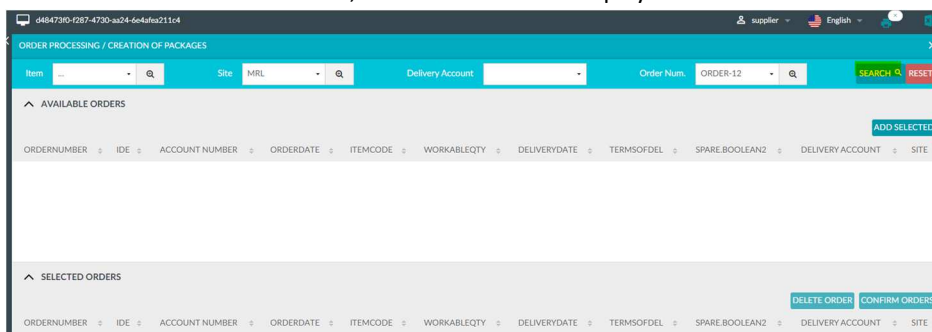 d48473f0-f287-4730-aa24-6e4afea211c4 supplier English
ORDER PROCESSING / CREATION OF PACKAGES
Item ... Site MRL Delivery Account Order Num. ORDER-12 SEARCH RESET
AVAILABLE ORDERS
ADD SELECTED
ORDERNUMBER IDE ACCOUNT NUMBER ORDERDATE ITEMCODE WORKABLEQTY DELIVERYDATE TERMSOFDEL SPARE.BOOLEAN2 DELIVERY ACCOUNT SITE
SELECTED ORDERS
DELETE ORDER CONFIRM ORDERS
ORDERNUMBER IDE ACCOUNT NUMBER ORDERDATE ITEMCODE WORKABLEQTY DELIVERYDATE TERMSOFDEL SPARE.BOOLEAN2 DELIVERY ACCOUNT SITE